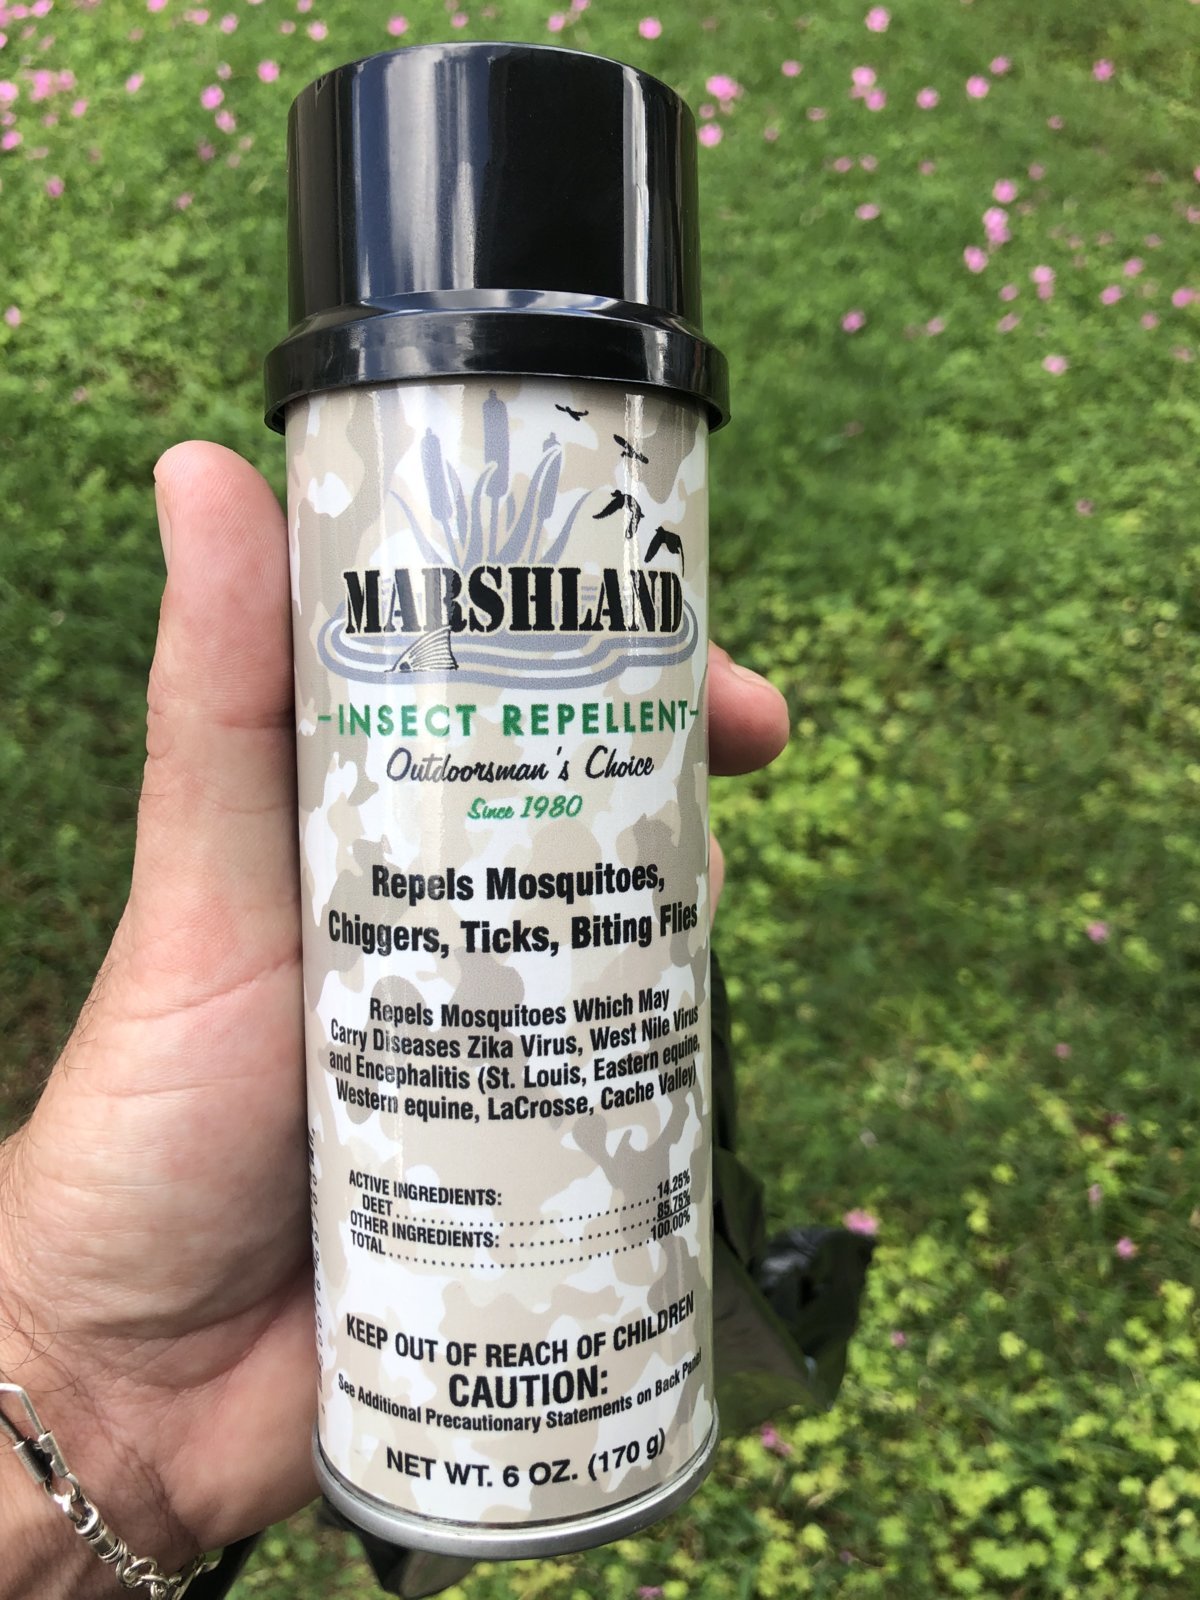 MARSHLAND
-INSECT REPELLENT-
Outdoorsman's Choice
Since 1980
Repels Mosquitoes,
Chiggers, Ticks, Biting Flies
Repels Mosquitoes Which May
Carry Diseases Zika Virus, West Nile Virus
and Encephalitis (St. Louis, Eastern equine,
Western equine, LaCrosse, Cache Valley)
ACTIVE INGREDIENTS:
DEET..............................14.25%
OTHER INGREDIENTS: ..................85.75%
TOTAL..............................100.00%
KEEP OUT OF REACH OF CHILDREN
CAUTION:
See Additional Precautionary Statements on Back Panel
NET WT. 6 OZ. (170 g)